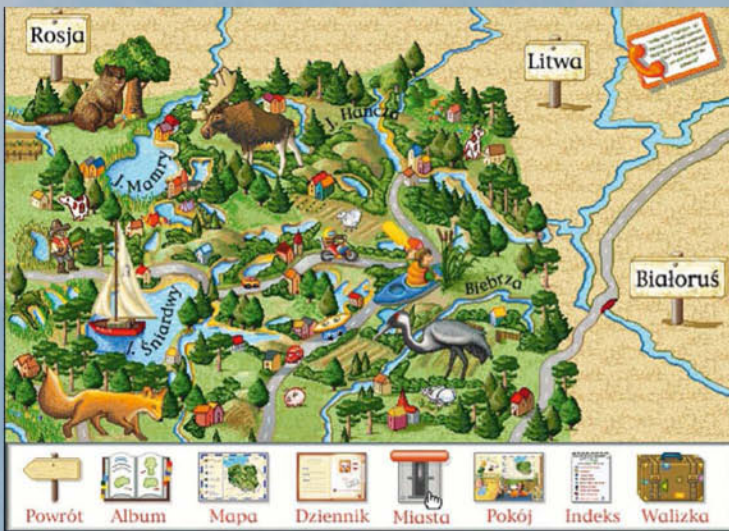 Rosja
Litwa
J. Hańcza
J. Mamry
Białoruś
Biebrza
J. Śniardwy
Powrót
Album
Mapa
Dziennik
Miasta
Pokój
Indeks
Walizka